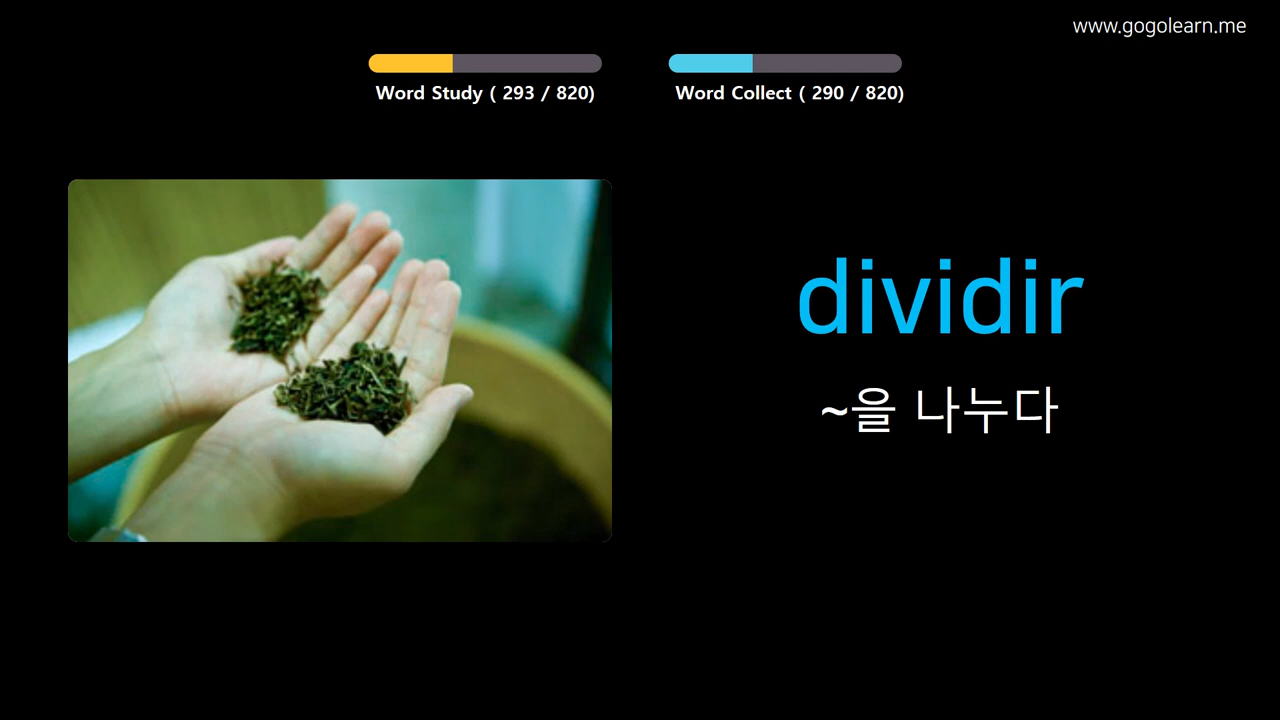 www.gogolearn.me
Word Study ( 293 / 820)
Word Collect ( 290 / 820)
dividir
~을 나누다